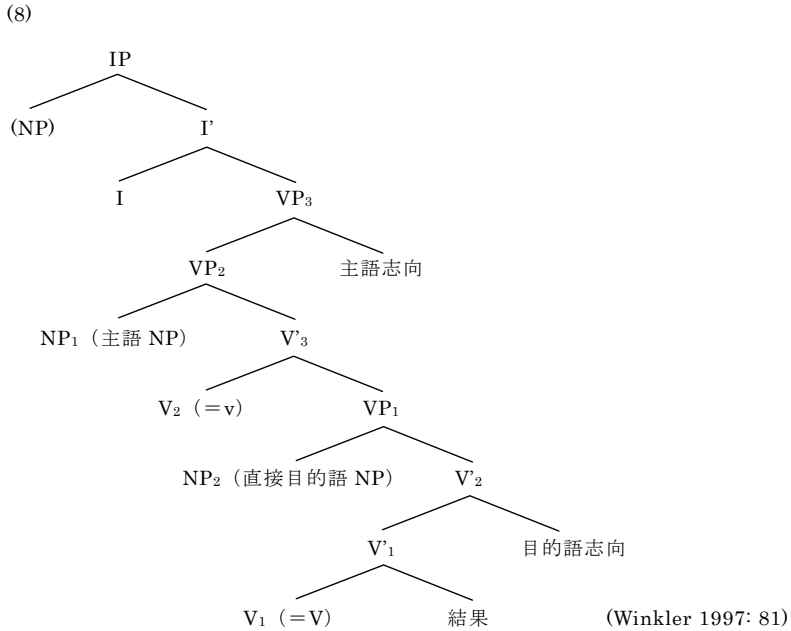 (8)
IP
(NP) I’
I VP₃
VP₂ 主語志向
NP₁（主語 NP） V’₃
V₂（＝v） VP₁
NP₂（直接目的語 NP） V’₂
V’₁ 目的語志向
V₁（＝V） 結果 (Winkler 1997: 81)